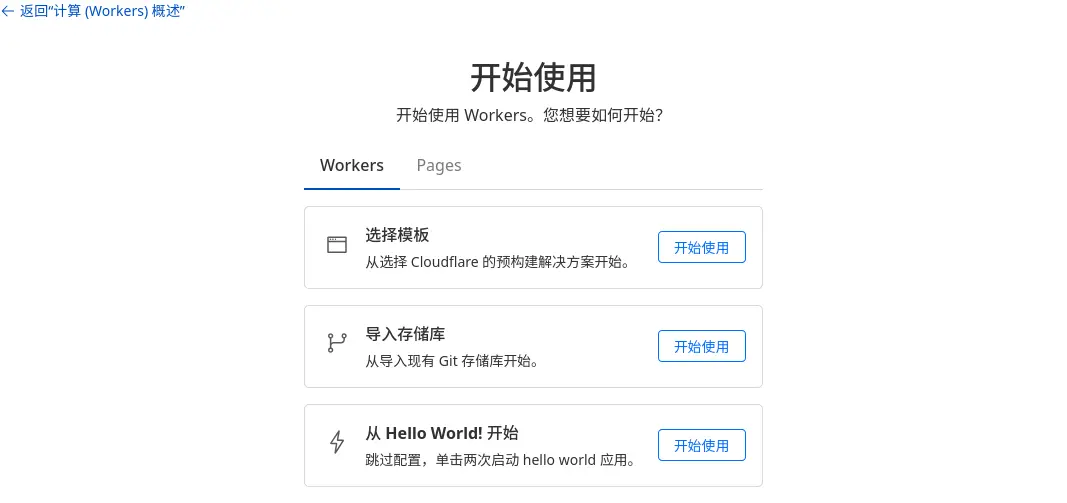 ← 返回“计算 (Workers) 概述”
开始使用
开始使用 Workers。您想要如何开始?
Workers Pages
选择模板
从选择 Cloudflare 的预构建解决方案开始。
开始使用
导入存储库
从导入现有 Git 存储库开始。
开始使用
从 Hello World! 开始
跳过配置，单击两次启动 hello world 应用。
开始使用